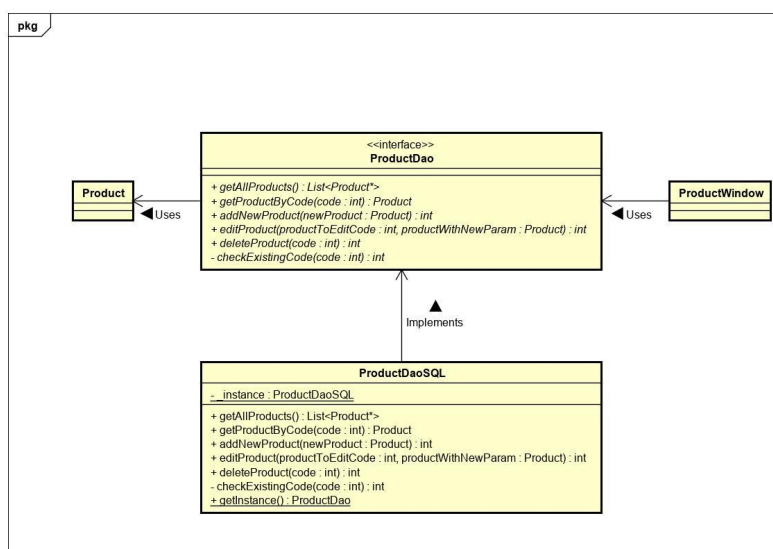 pkg
<<interface>>
ProductDao
+ getAllProducts() : List<Product*>
+ getProductByCode(code : int) : Product
+ addNewProduct(newProduct : Product) : int
+ editProduct(productToEditCode : int, productWithNewParam : Product) : int
+ deleteProduct(code : int) : int
- checkExistingCode(code : int) : int
Product
◀ Uses
ProductWindow
◀ Uses
▲
Implements
ProductDaoSQL
- _instance : ProductDaoSQL
+ getAllProducts() : List<Product*>
+ getProductByCode(code : int) : Product
+ addNewProduct(newProduct : Product) : int
+ editProduct(productToEditCode : int, productWithNewParam : Product) : int
+ deleteProduct(code : int) : int
- checkExistingCode(code : int) : int
+ getInstance() : ProductDao